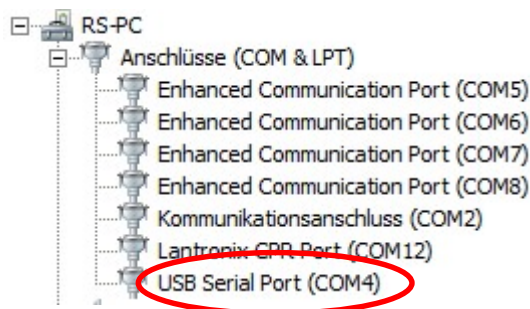 RS-PC
Anschlüsse (COM & LPT)
Enhanced Communication Port (COM5)
Enhanced Communication Port (COM6)
Enhanced Communication Port (COM7)
Enhanced Communication Port (COM8)
Kommunikationsanschluss (COM2)
Lantronix CPR Port (COM12)
USB Serial Port (COM4)